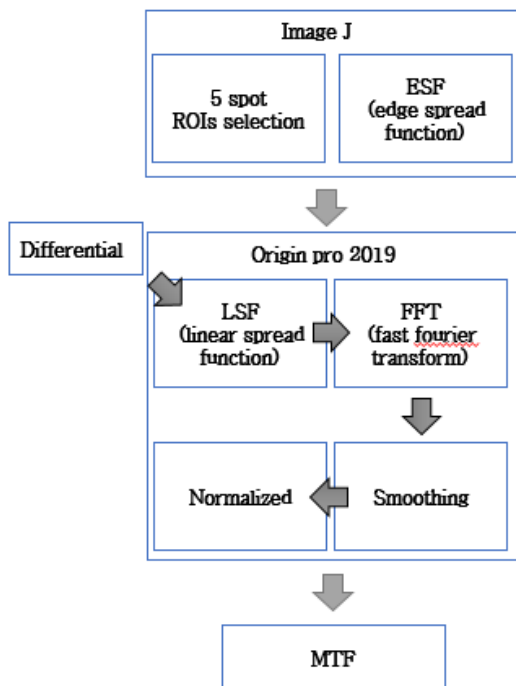 Image J
5 spot
ROIs selection
ESF
(edge spread
function)
Differential
Origin pro 2019
LSF
(linear spread
function)
FFT
(fast fourier
transform)
Normalized
Smoothing
MTF